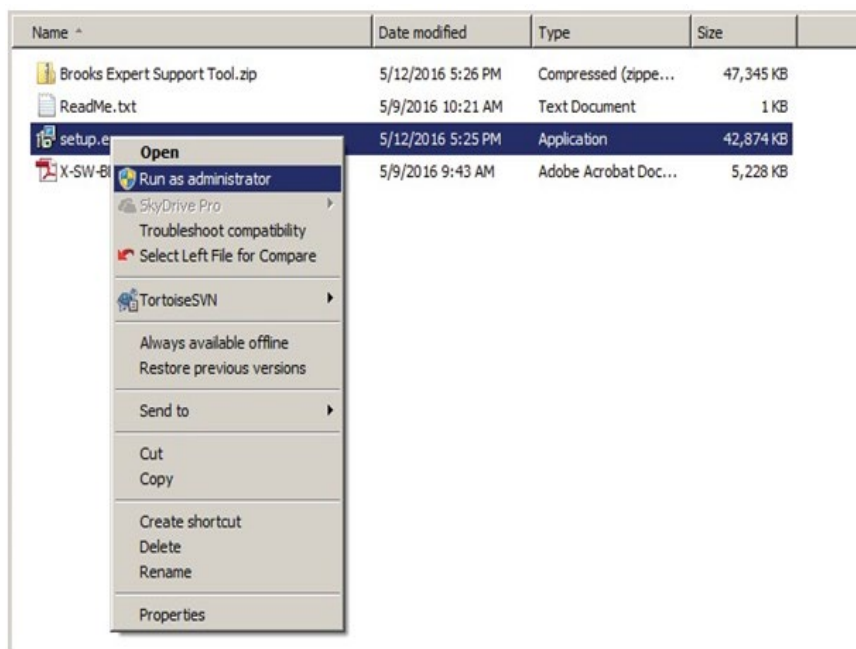 Name Date modified Type Size
Brooks Expert Support Tool.zip 5/12/2016 5:26 PM Compressed (zippe... 47,345 KB
ReadMe.txt 5/9/2016 10:21 AM Text Document 1 KB
setup.e 5/12/2016 5:25 PM Application 42,874 KB
Open
X-SW-Bl 5/9/2016 9:43 AM Adobe Acrobat Doc... 5,228 KB
Run as administrator
SkyDrive Pro
Troubleshoot compatibility
Select Left File for Compare
TortoiseSVN
Always available offline
Restore previous versions
Send to
Cut
Copy
Create shortcut
Delete
Rename
Properties